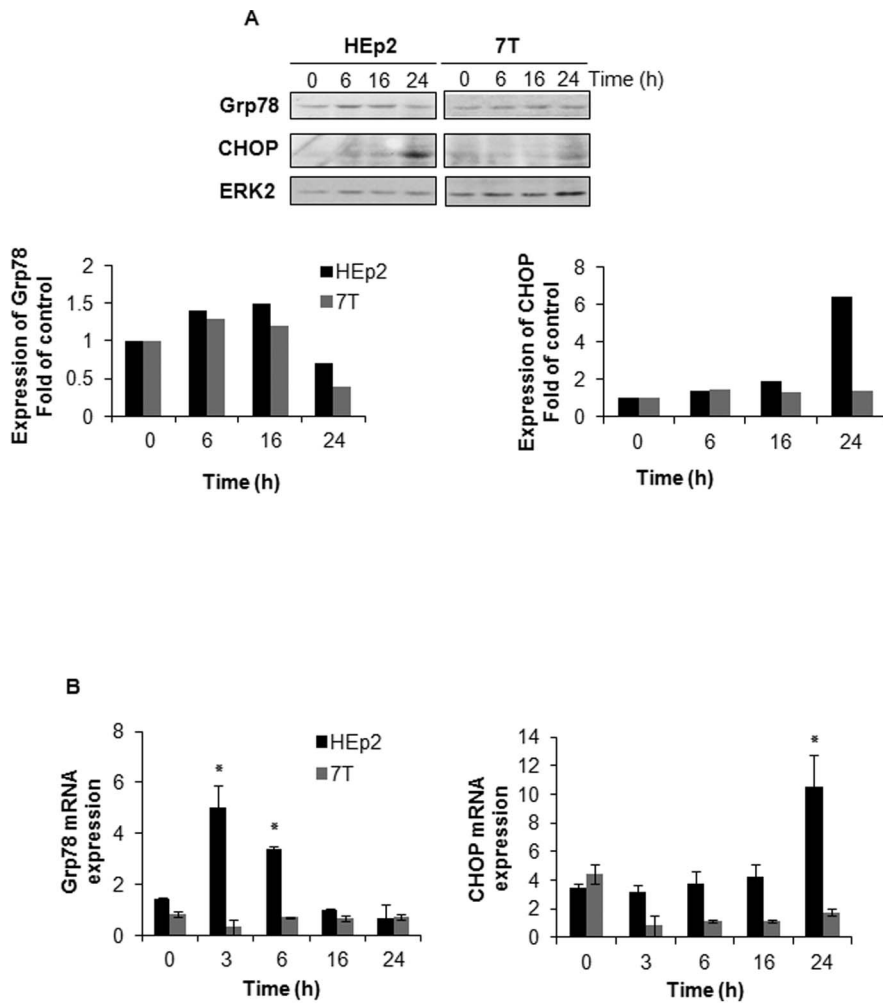 A
HEp2 7T
0 6 16 24 0 6 16 24 Time (h)
Grp78
CHOP
ERK2
Expression of Grp78
Fold of control
2
1.5
1
0.5
0
HEp2
7T
0 6 16 24
Time (h)
Expression of CHOP
Fold of control
8
6
4
2
0
0 6 16 24
Time (h)
B
Grp78 mRNA
expression
8
6
4
2
0
HEp2
7T
* *
0 3 6 16 24
Time (h)
CHOP mRNA
expression
14
12
10
8
6
4
2
0
*
0 3 6 16 24
Time (h)